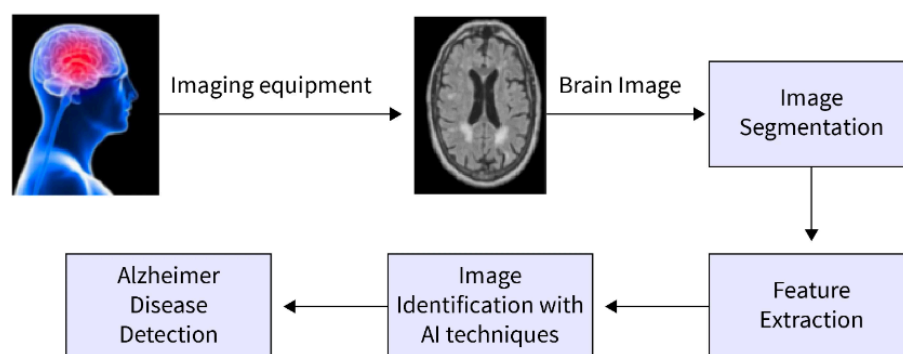 Imaging equipment
Brain Image
Image
Segmentation
Feature
Extraction
Image
Identification with
AI techniques
Alzheimer
Disease
Detection